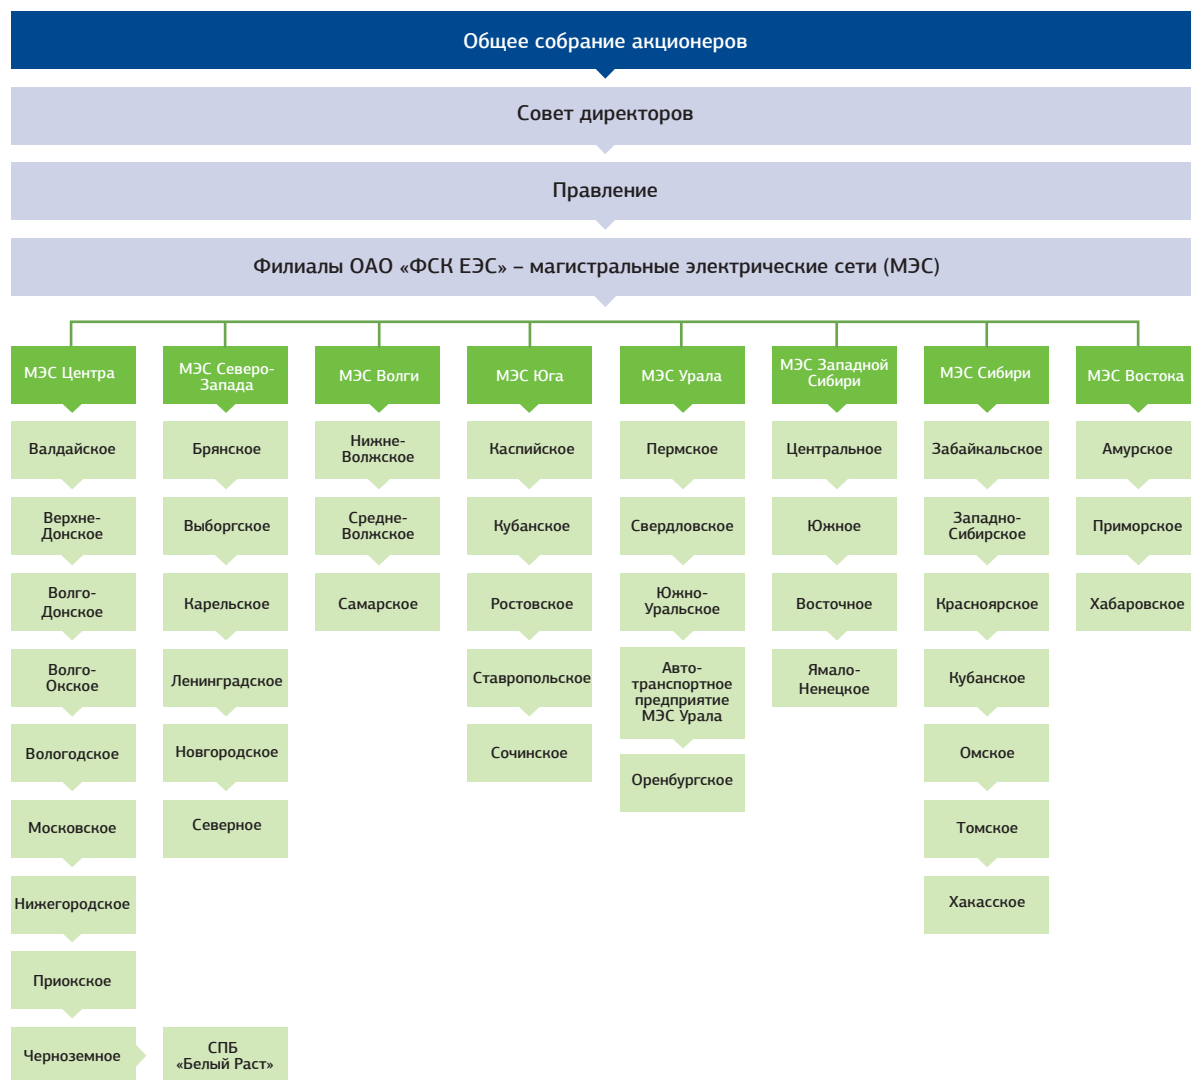 Общее собрание акционеров
Совет директоров
Правление
Филиалы ОАО «ФСК ЕЭС» – магистральные электрические сети (МЭС)
МЭС Центра
Валдайское
Верхне-
Донское
Волго-
Донское
Волго-
Окское
Вологодское
Московское
Нижегородское
Приокское
Черноземное
СПБ
«Белый Раст»
МЭС Северо-
Запада
Брянское
Выборгское
Карельское
Ленинградское
Новгородское
Северное
МЭС Волги
Нижне-
Волжское
Средне-
Волжское
Самарское
МЭС Юга
Каспийское
Кубанское
Ростовское
Ставропольское
Сочинское
МЭС Урала
Пермское
Свердловское
Южно-
Уральское
Авто-
транспортное
предприятие
МЭС Урала
Оренбургское
МЭС Западной
Сибири
Центральное
Южное
Восточное
Ямало-
Ненецкое
МЭС Сибири
Забайкальское
Западно-
Сибирское
Красноярское
Кубанское
Омское
Томское
Хакасское
МЭС Востока
Амурское
Приморское
Хабаровское